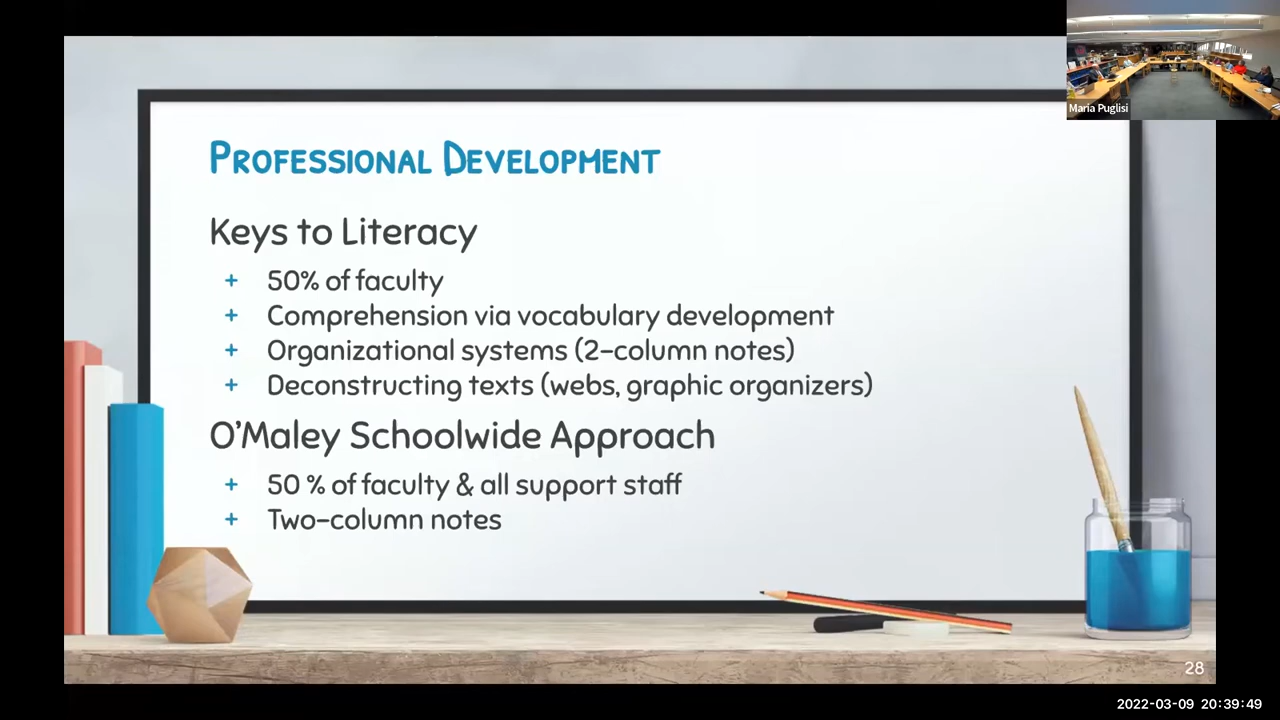 Maria Puglisi
Professional Development
Keys to Literacy
+ 50% of faculty
+ Comprehension via vocabulary development
+ Organizational systems (2-column notes)
+ Deconstructing texts (webs, graphic organizers)
O'Maley Schoolwide Approach
+ 50 % of faculty & all support staff
+ Two-column notes
28
2022-03-09 20:39:49